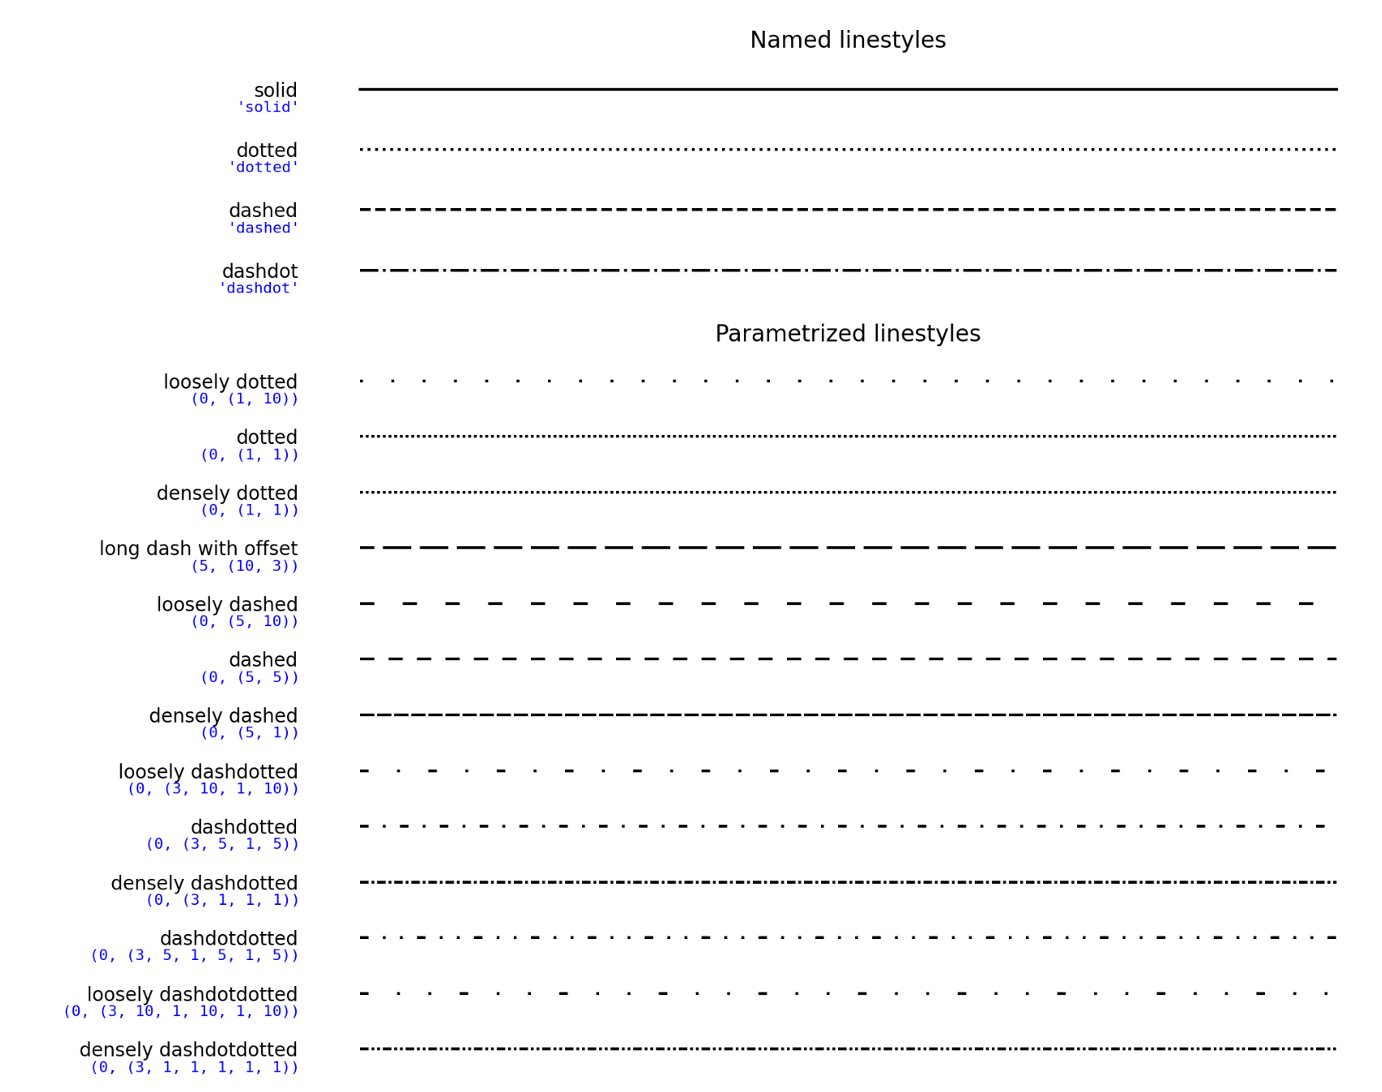 Named linestyles
solid
'solid'
dotted
'dotted'
dashed
'dashed'
dashdot
'dashdot'
Parametrized linestyles
loosely dotted
(0, (1, 10))
dotted
(0, (1, 1))
densely dotted
(0, (1, 1))
long dash with offset
(5, (10, 3))
loosely dashed
(0, (5, 10))
dashed
(0, (5, 5))
densely dashed
(0, (5, 1))
loosely dashdotted
(0, (3, 10, 1, 10))
dashdotted
(0, (3, 5, 1, 5))
densely dashdotted
(0, (3, 1, 1, 1))
dashdotdotted
(0, (3, 5, 1, 5, 1, 5))
loosely dashdotdotted
(0, (3, 10, 1, 10, 1, 10))
densely dashdotdotted
(0, (3, 1, 1, 1, 1, 1))